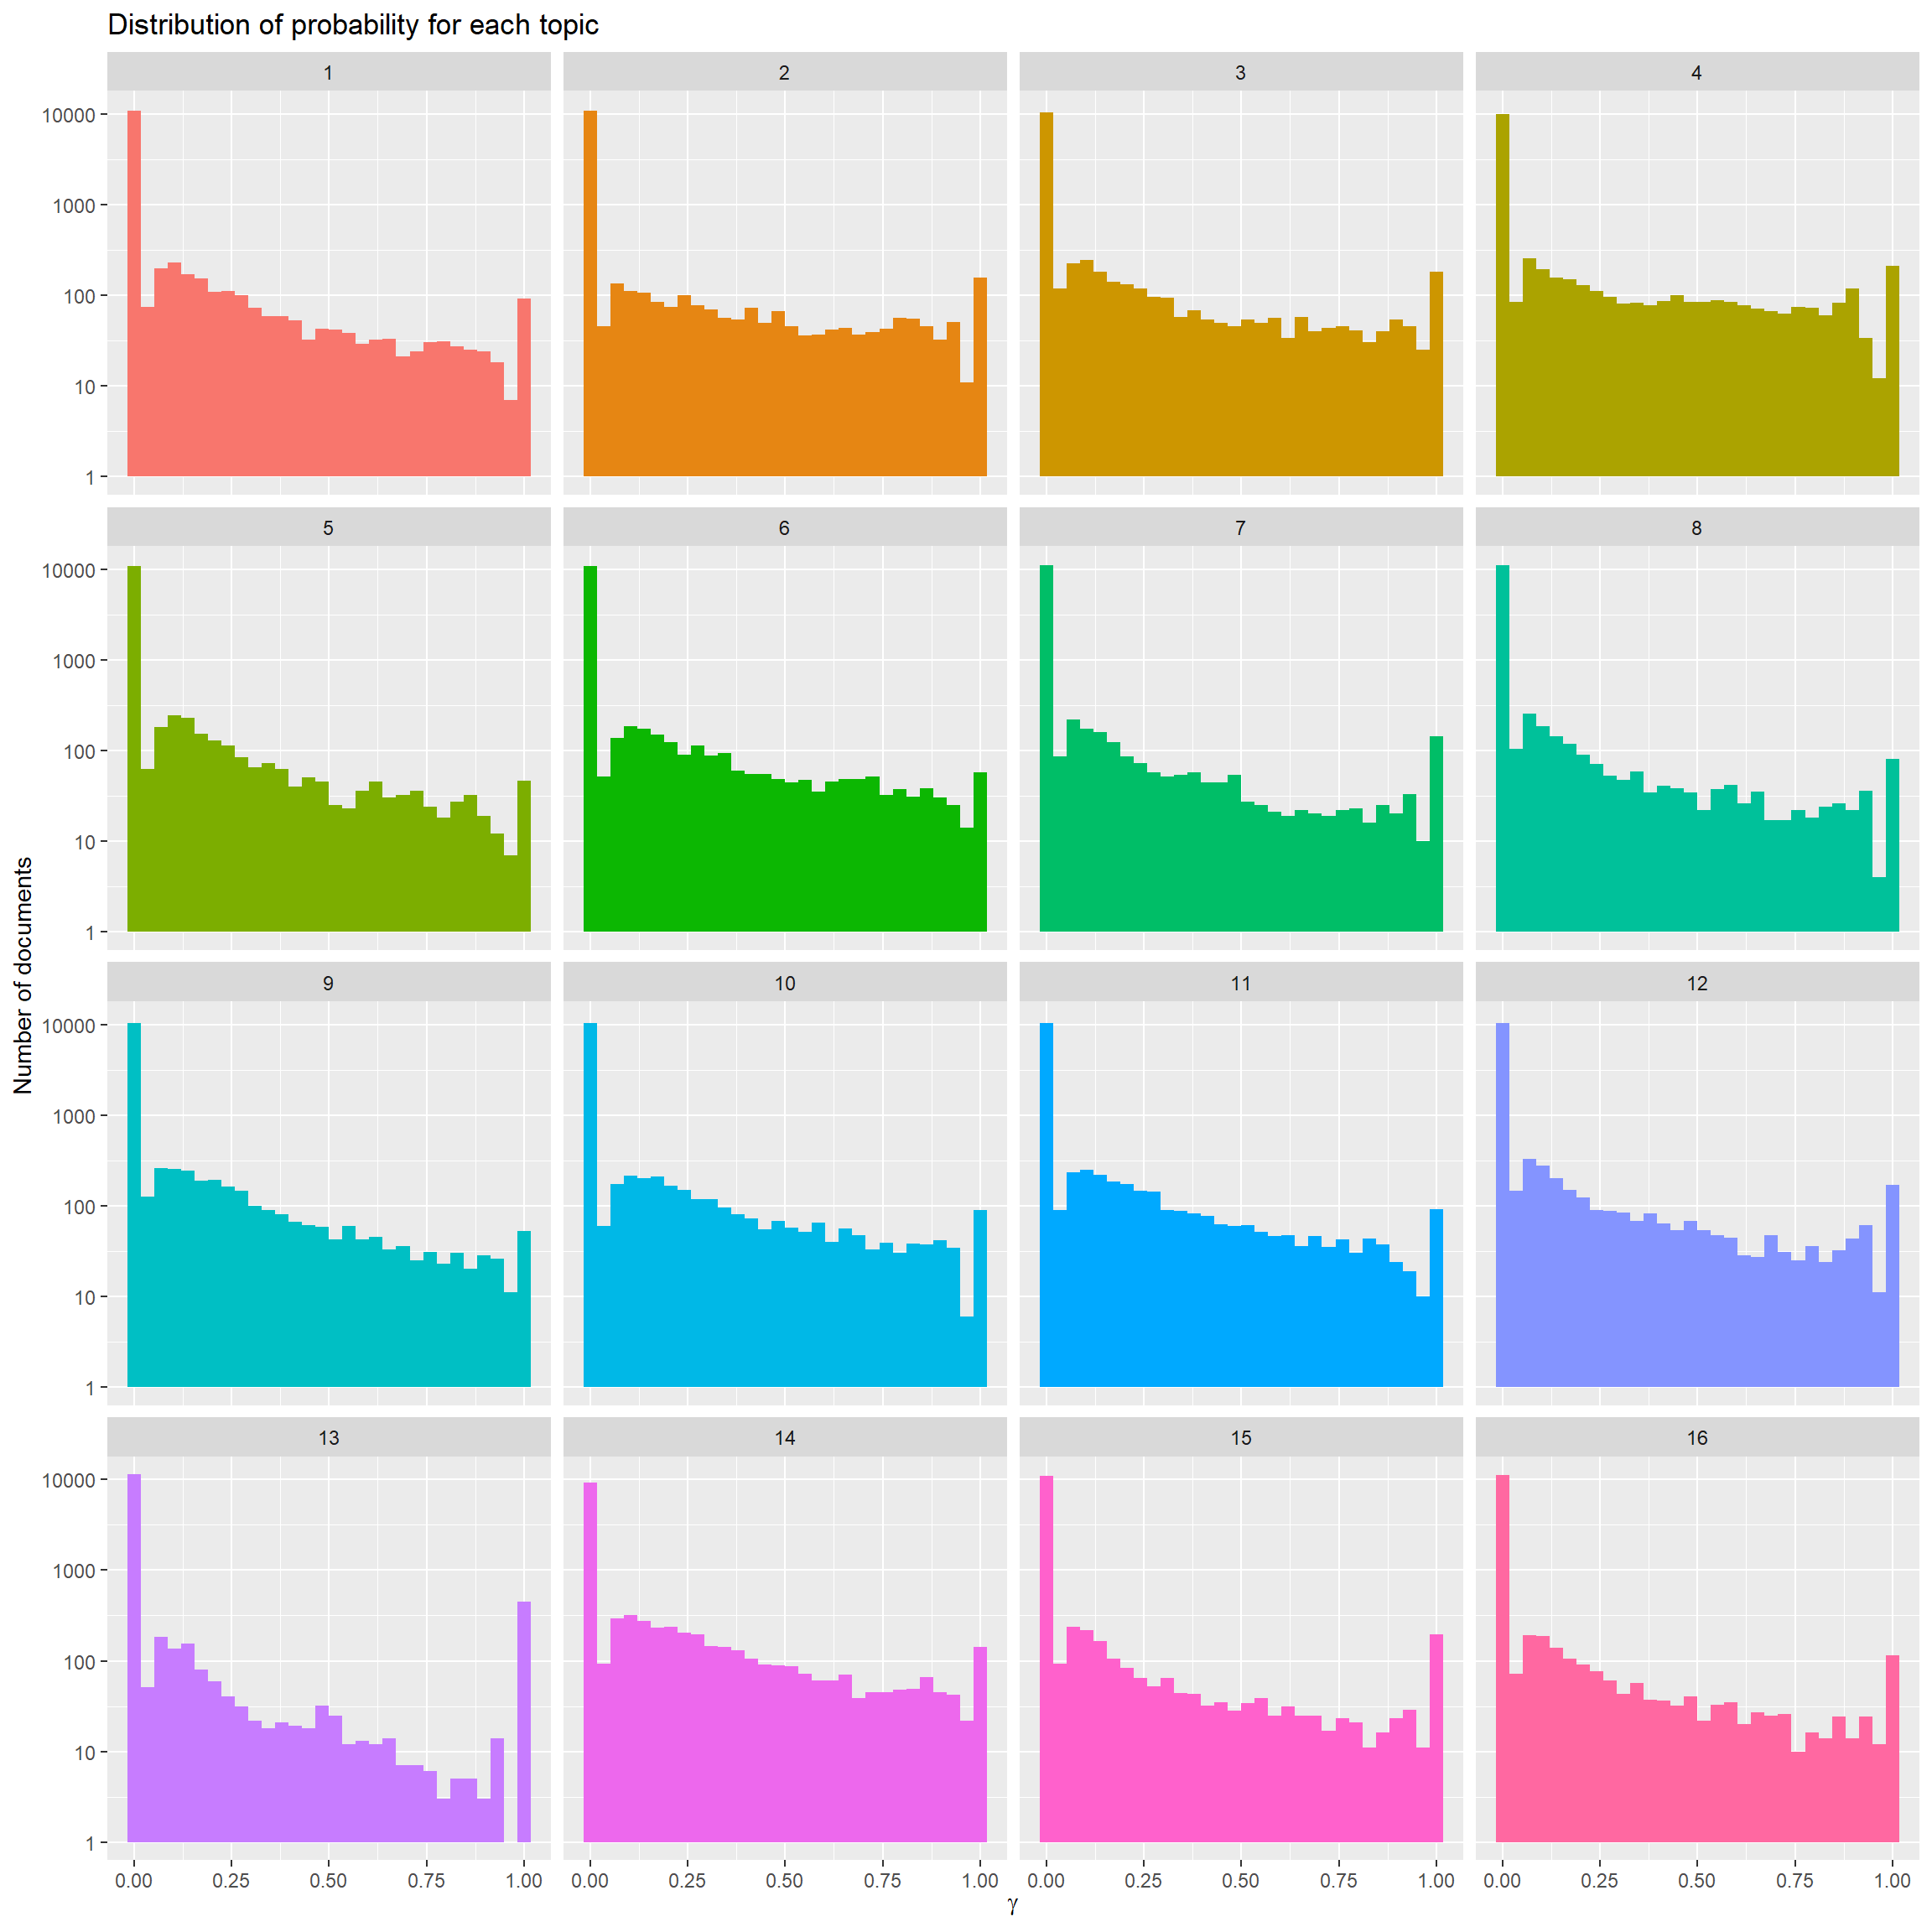 Distribution of probability for each topic
1 2 3 4
10000
1000
100
10
1
5 6 7 8
10000
1000
100
10
1
Number of documents
9 10 11 12
10000
1000
100
10
1
13 14 15 16
10000
1000
100
10
1
0.00 0.25 0.50 0.75 1.00 0.00 0.25 0.50 0.75 1.00 0.00 0.25 0.50 0.75 1.00 0.00 0.25 0.50 0.75 1.00
γ